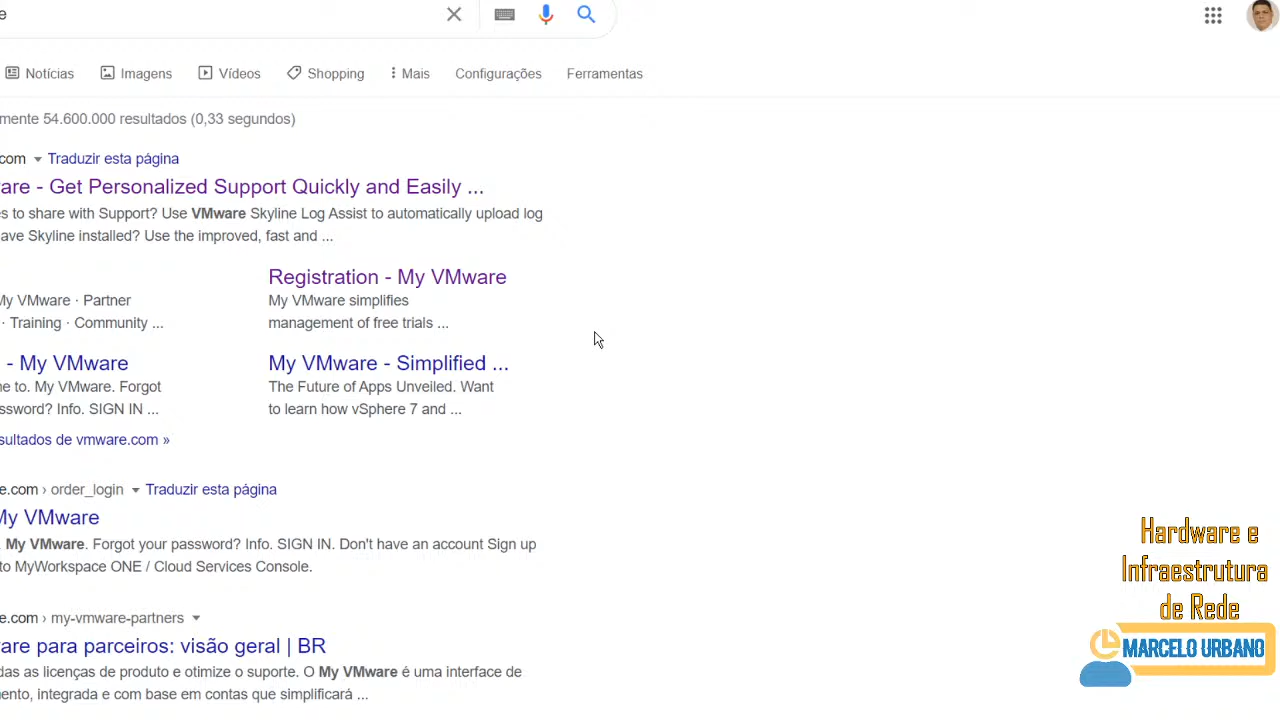 e
Notícias Imagens Vídeos Shopping Mais Configurações Ferramentas
mente 54.600.000 resultados (0,33 segundos)
com Traduzir esta página
are - Get Personalized Support Quickly and Easily ...
s to share with Support? Use VMware Skyline Log Assist to automatically upload log
ave Skyline installed? Use the improved, fast and ...
My VMware · Partner
· Training · Community ...
Registration - My VMware
My VMware simplifies
management of free trials ...
- My VMware
ne to. My VMware. Forgot
ssword? Info. SIGN IN ...
My VMware - Simplified ...
The Future of Apps Unveiled. Want
to learn how vSphere 7 and ...
sultados de vmware.com »
e.com › order_login Traduzir esta página
My VMware
My VMware. Forgot your password? Info. SIGN IN. Don't have an account Sign up
to MyWorkspace ONE / Cloud Services Console.
e.com › my-vmware-partners
are para parceiros: visão geral | BR
das as licenças de produto e otimize o suporte. O My VMware é uma interface de
ento, integrada e com base em contas que simplificará ...
Hardware e
Infraestrutura
de Rede
MARCELO URBANO